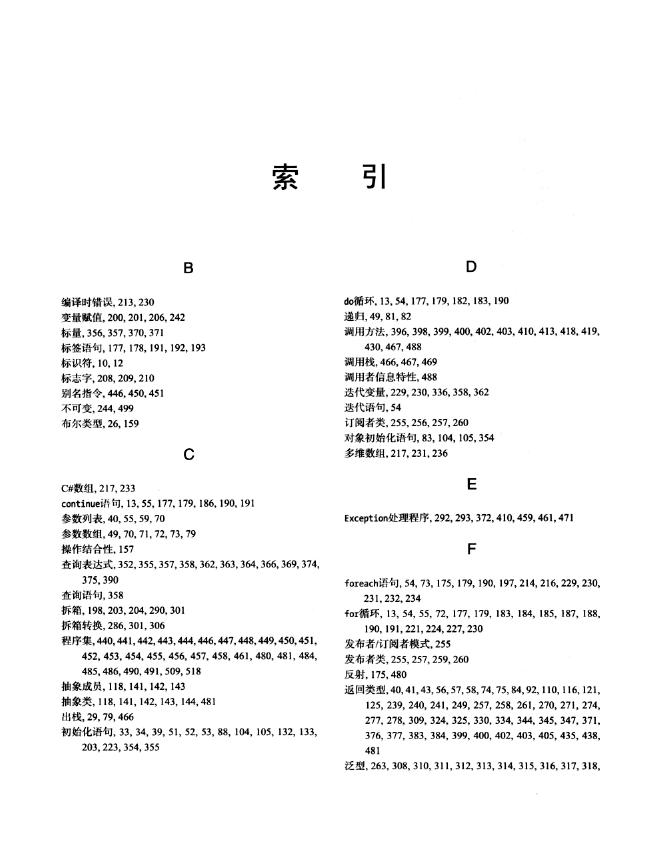 索 引
B
编译时错误, 213, 230
变量赋值, 200, 201, 206, 242
标量, 356, 357, 370, 371
标签语句, 177, 178, 191, 192, 193
标识符, 10, 12
标志字, 208, 209, 210
别名指令, 446, 450, 451
不可变, 244, 499
布尔类型, 26, 159
C
C#数组, 217, 233
continue语句, 13, 55, 177, 179, 186, 190, 191
参数列表, 40, 55, 59, 70
参数数组, 49, 70, 71, 72, 73, 79
操作结合性, 157
查询表达式, 352, 355, 357, 358, 362, 363, 364, 366, 369, 374,
375, 390
查询语句, 358
拆箱, 198, 203, 204, 290, 301
拆箱转换, 286, 301, 306
程序集, 440, 441, 442, 443, 444, 446, 447, 448, 449, 450, 451,
452, 453, 454, 455, 456, 457, 458, 461, 480, 481, 484,
485, 486, 490, 491, 509, 518
抽象成员, 118, 141, 142, 143
抽象类, 118, 141, 142, 143, 144, 481
出栈, 29, 79, 466
初始化语句, 33, 34, 39, 51, 52, 53, 88, 104, 105, 132, 133,
203, 223, 354, 355
D
do循环, 13, 54, 177, 179, 182, 183, 190
递归, 49, 81, 82
调用方法, 396, 398, 399, 400, 402, 403, 410, 413, 418, 419,
430, 467, 488
调用栈, 466, 467, 469
调用者信息特性, 488
迭代变量, 229, 230, 336, 358, 362
迭代语句, 54
订阅者类, 255, 256, 257, 260
对象初始化语句, 83, 104, 105, 354
多维数组, 217, 231, 236
E
Exception处理程序, 292, 293, 372, 410, 459, 461, 471
F
foreach语句, 54, 73, 175, 179, 190, 197, 214, 216, 229, 230,
231, 232, 234
for循环, 13, 54, 55, 72, 177, 179, 183, 184, 185, 187, 188,
190, 191, 221, 224, 227, 230
发布者/订阅者模式, 255
发布者类, 255, 257, 259, 260
反射, 175, 480
返回类型, 40, 41, 43, 56, 57, 58, 74, 75, 84, 92, 110, 116, 121,
125, 239, 240, 241, 249, 257, 258, 261, 270, 271, 274,
277, 278, 309, 324, 325, 330, 334, 344, 345, 347, 371,
376, 377, 383, 384, 399, 400, 402, 403, 405, 435, 438,
481
泛型, 263, 308, 310, 311, 312, 313, 314, 315, 316, 317, 318,